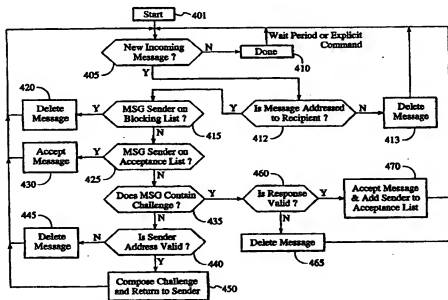 Start
401
Wait Period or Explicit
Command
New Incoming
Message ?
N
Done
405
410
Y
420
Delete
Message
Y
MSG Sender on
Blocking List ?
415
Y
Is Message Addressed
to Recipient ?
412
N
Delete
Message
413
N
Accept
Message
430
Y
MSG Sender on
Acceptance List ?
425
N
Does MSG Contain
Challenge ?
435
Y
460
Is Response
Valid ?
Y
470
Accept Message
& Add Sender to
Acceptance List
N
N
445
Delete
Message
N
Is Sender
Address Valid ?
440
Delete Message
465
Y
Compose Challenge
and Return to Sender
450